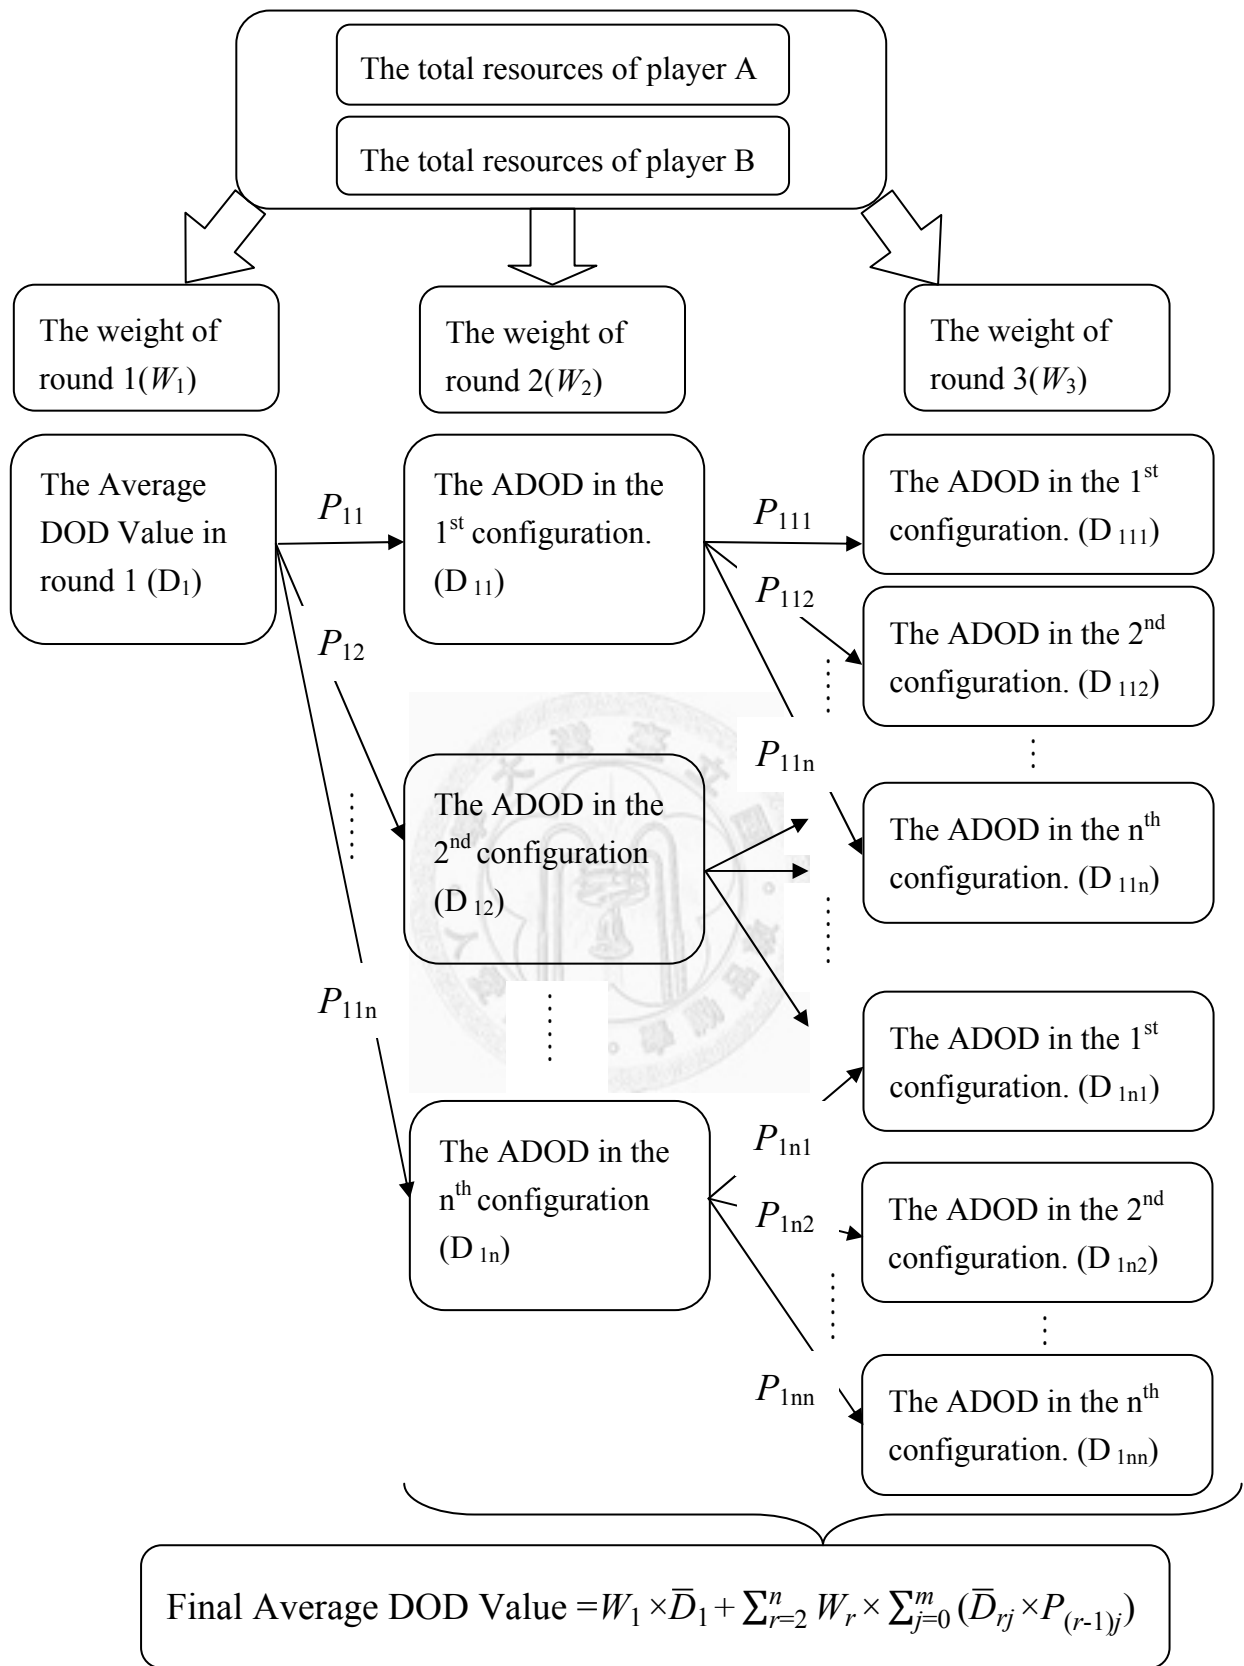 The total resources of player A
The total resources of player B
The weight of
round 1(W₁)
The weight of
round 2(W₂)
The weight of
round 3(W₃)
The Average
DOD Value in
round 1 (D₁)
P₁₁
P₁₂
P₁₁ₙ
The ADOD in the
1ˢᵗ configuration.
(D ₁₁)
The ADOD in the
2ⁿᵈ configuration
(D ₁₂)
The ADOD in the
nᵗʰ configuration
(D ₁ₙ)
P₁₁₁
P₁₁₂
P₁₁ₙ
P₁ₙ₁
P₁ₙ₂
P₁ₙₙ
The ADOD in the 1ˢᵗ
configuration. (D ₁₁₁)
The ADOD in the 2ⁿᵈ
configuration. (D ₁₁₂)
The ADOD in the nᵗʰ
configuration. (D ₁₁ₙ)
The ADOD in the 1ˢᵗ
configuration. (D ₁ₙ₁)
The ADOD in the 2ⁿᵈ
configuration. (D ₁ₙ₂)
The ADOD in the nᵗʰ
configuration. (D ₁ₙₙ)
Final Average DOD Value =W₁ ×D̅₁ + ∑ⁿᵣ₌₂ Wᵣ × ∑ᵐⱼ₌₀ (D̅ᵣⱼ ×P₍ᵣ₋₁₎ⱼ)